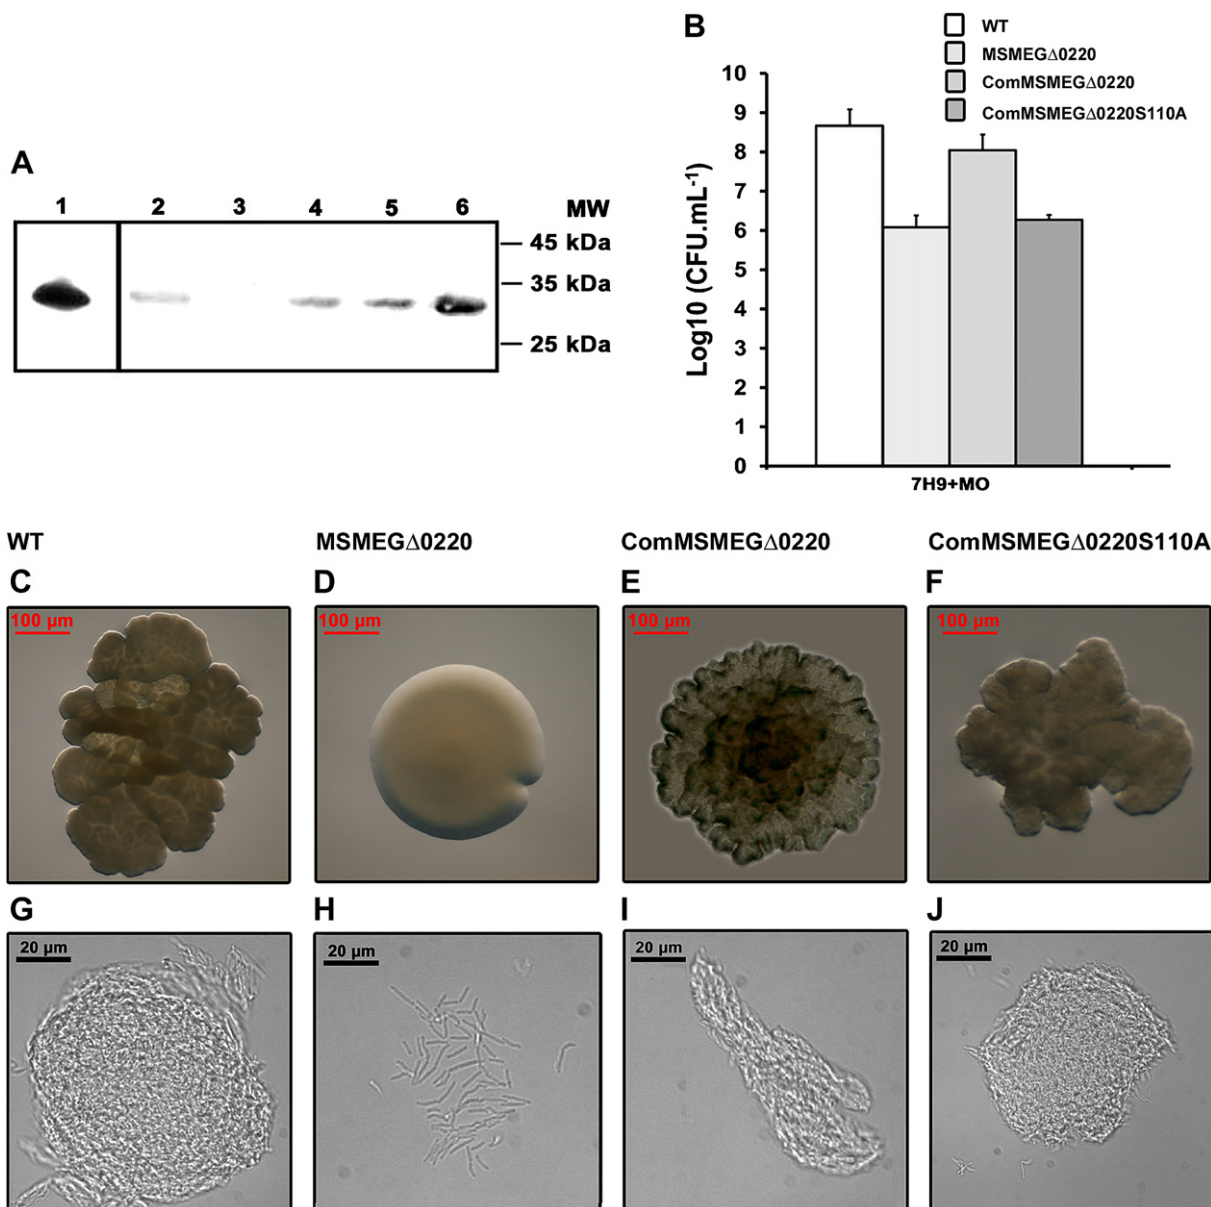 A
1 2 3 4 5 6 MW
45 kDa
35 kDa
25 kDa
B
WT
MSMEGΔ0220
ComMSMEGΔ0220
ComMSMEGΔ0220S110A
Log10 (CFU.mL-1)
10
9
8
7
6
5
4
3
2
1
0
7H9+MO
WT MSMEGΔ0220 ComMSMEGΔ0220 ComMSMEGΔ0220S110A
C D E F
100 µm 100 µm 100 µm 100 µm
G H I J
20 µm 20 µm 20 µm 20 µm